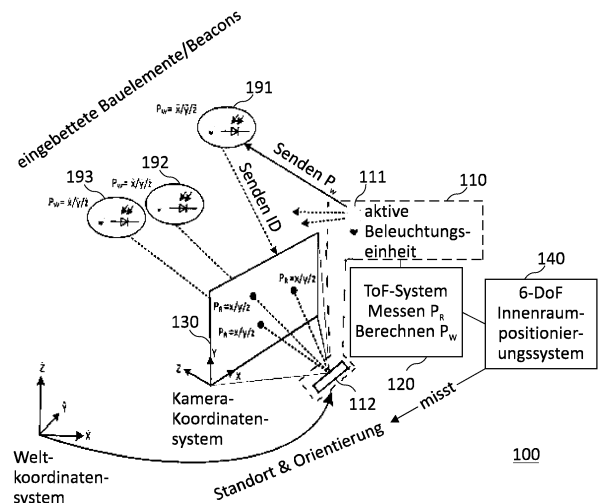 eingebettete Bauelemente/Beacons
191
P_W= x̄/ȳ/z̄
192
P_W= ẋ/ẏ/ż
193
P_W= ẋ/ẏ/ż
Senden P_W
Senden ID
111
110
aktive
Beleuchtungs-
einheit
140
ToF-System
Messen P_R
Berechnen P_W
120
6-DoF
Innenraum-
positionier-
ungssystem
130
P_R=x/y/z
P_R=x/y/z
P_R=x/y/z
Y
Z
X
Kamera-
Koordinaten-
system
112
misst
Standort & Orientierung
Ż
Ẏ
Ẋ
Welt-
koordinaten-
system
100